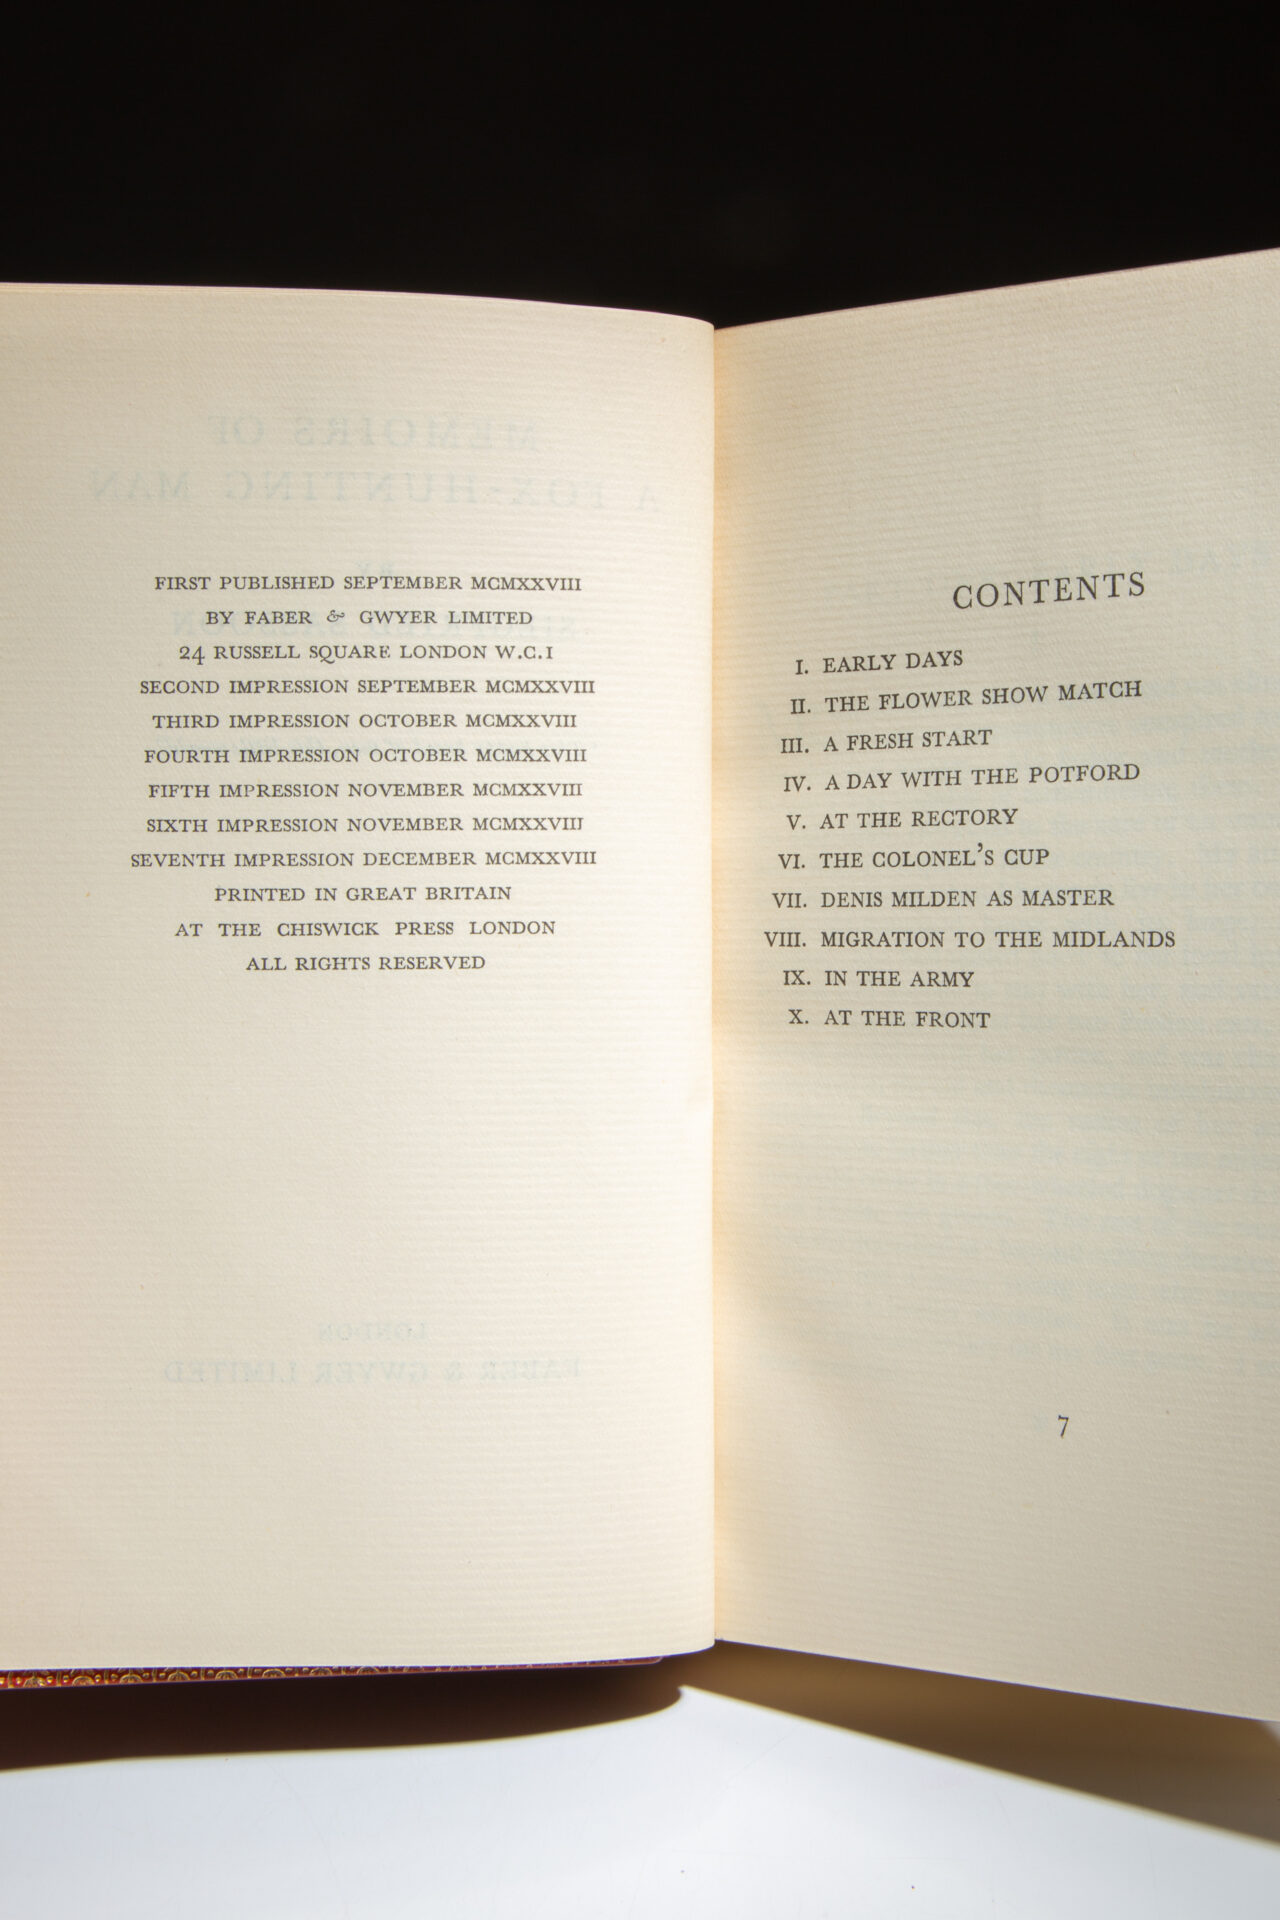 FIRST PUBLISHED SEPTEMBER MCMXXVIII
BY FABER & GWYER LIMITED
24 RUSSELL SQUARE LONDON W.C.1
SECOND IMPRESSION SEPTEMBER MCMXXVIII
THIRD IMPRESSION OCTOBER MCMXXVIII
FOURTH IMPRESSION OCTOBER MCMXXVIII
FIFTH IMPRESSION NOVEMBER MCMXXVIII
SIXTH IMPRESSION NOVEMBER MCMXXVIII
SEVENTH IMPRESSION DECEMBER MCMXXVIII
PRINTED IN GREAT BRITAIN
AT THE CHISWICK PRESS LONDON
ALL RIGHTS RESERVED
CONTENTS
I. EARLY DAYS
II. THE FLOWER SHOW MATCH
III. A FRESH START
IV. A DAY WITH THE POTFORD
V. AT THE RECTORY
VI. THE COLONEL'S CUP
VII. DENIS MILDEN AS MASTER
VIII. MIGRATION TO THE MIDLANDS
IX. IN THE ARMY
X. AT THE FRONT
7